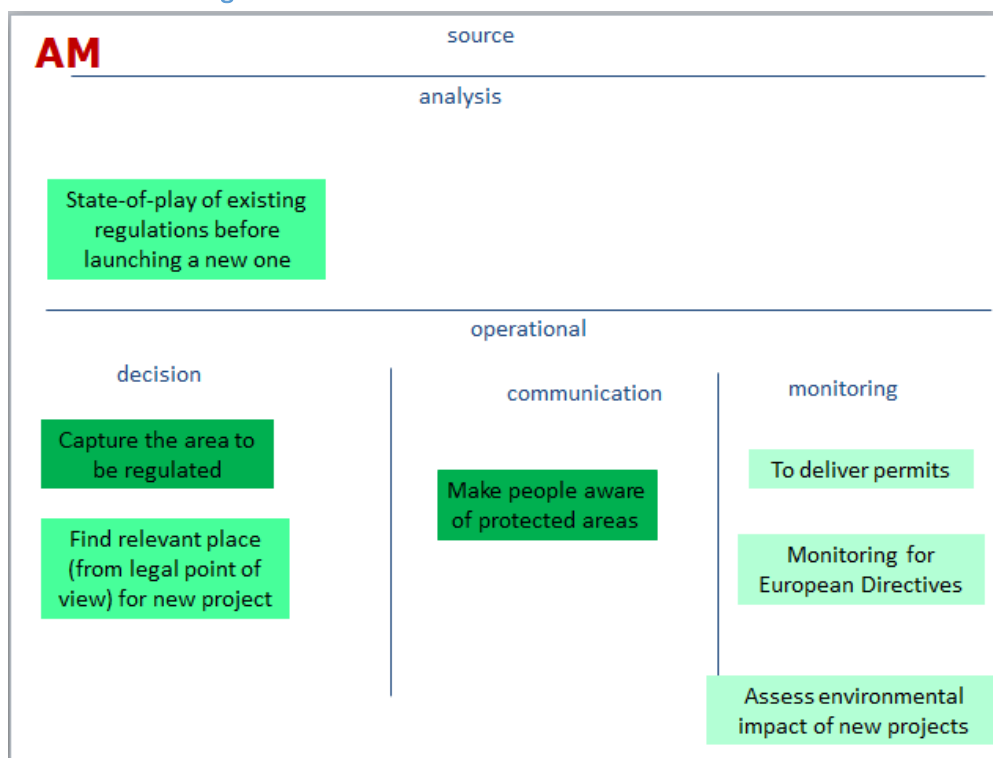 AM
source
analysis
State-of-play of existing
regulations before
launching a new one
operational
decision
Capture the area to
be regulated
Find relevant place
(from legal point of
view) for new project
communication
Make people aware
of protected areas
monitoring
To deliver permits
Monitoring for
European Directives
Assess environmental
impact of new projects